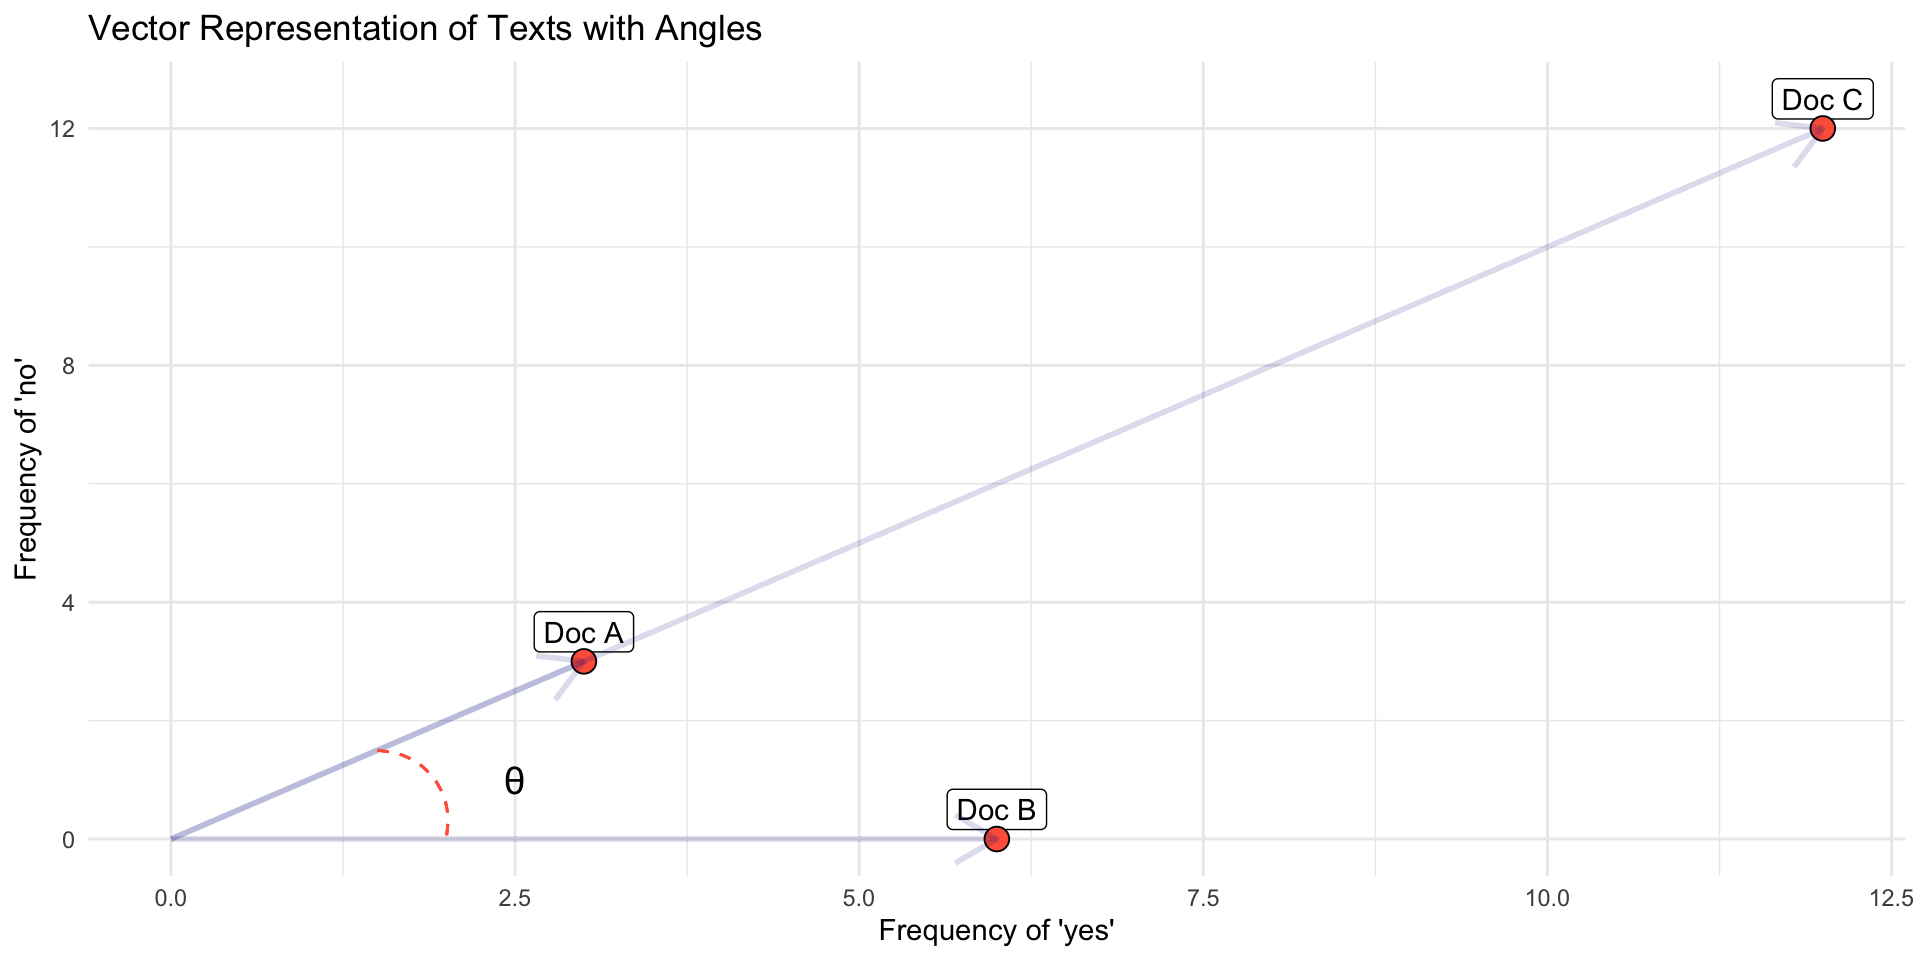 Vector Representation of Texts with Angles
Doc C
12
8
Frequency of 'no'
Doc A
4
θ
Doc B
0
0.0 2.5 5.0 7.5 10.0 12.5
Frequency of 'yes'